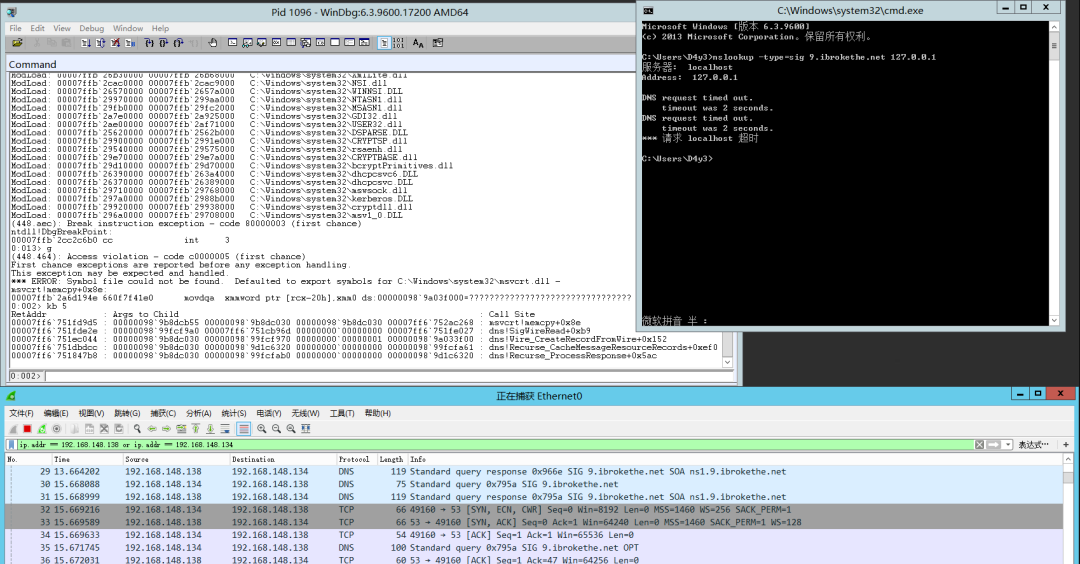 Pid 1096 - WinDbg:6.3.9600.17200 AMD64
File Edit View Debug Window Help
Command
ModLoad: 00007ffb`26b30000 00007ffb`26b68000 C:\Windows\system32\XmlLite.dll
ModLoad: 00007ffb`2cac0000 00007ffb`2cac9000 C:\Windows\system32\NSI.dll
ModLoad: 00007ffb`26570000 00007ffb`2657a000 C:\Windows\system32\WINNSI.DLL
ModLoad: 00007ffb`29970000 00007ffb`299aa000 C:\Windows\system32\NTASN1.dll
ModLoad: 00007ffb`29fb0000 00007ffb`29fc2000 C:\Windows\system32\MSASN1.dll
ModLoad: 00007ffb`2a7e0000 00007ffb`2a925000 C:\Windows\system32\GDI32.dll
ModLoad: 00007ffb`2ae00000 00007ffb`2af71000 C:\Windows\system32\USER32.dll
ModLoad: 00007ffb`25620000 00007ffb`2562b000 C:\Windows\system32\DSPARSE.DLL
ModLoad: 00007ffb`29900000 00007ffb`2991e000 C:\Windows\system32\CRYPTSP.dll
ModLoad: 00007ffb`29540000 00007ffb`29575000 C:\Windows\system32\rsaenh.dll
ModLoad: 00007ffb`29e70000 00007ffb`29e7a000 C:\Windows\system32\CRYPTBASE.dll
ModLoad: 00007ffb`29d10000 00007ffb`29d70000 C:\Windows\system32\bcryptPrimitives.dll
ModLoad: 00007ffb`26390000 00007ffb`263a4000 C:\Windows\system32\dhcpcsvc6.DLL
ModLoad: 00007ffb`26370000 00007ffb`26389000 C:\Windows\system32\dhcpcsvc.DLL
ModLoad: 00007ffb`29710000 00007ffb`29768000 C:\Windows\system32\mswsock.dll
ModLoad: 00007ffb`297a0000 00007ffb`2988b000 C:\Windows\system32\kerberos.DLL
ModLoad: 00007ffb`29920000 00007ffb`29938000 C:\Windows\system32\cryptdll.dll
ModLoad: 00007ffb`296a0000 00007ffb`29708000 C:\Windows\system32\msv1_0.DLL
(448.aec): Break instruction exception - code 80000003 (first chance)
ntdll!DbgBreakPoint:
00007ffb`2cc2c6b0 cc int 3
0:013> g
(448.464): Access violation - code c0000005 (first chance)
First chance exceptions are reported before any exception handling.
This exception may be expected and handled.
*** ERROR: Symbol file could not be found. Defaulted to export symbols for C:\Windows\system32\msvcrt.dll -
msvcrt!memcpy+0x8e:
00007ffb`2a6d194e 660f7f41e0 movdqa xmmword ptr [rcx-20h],xmm0 ds:00000098`9a03f000=????????????????????????????????
0:002> kb 5
RetAddr : Args to Child : Call Site
00007ff6`751fd9d5 : 00000098`9b8dcb55 00000098`9b8dc030 00000098`9b8dc030 00007ff6`752ac268 : msvcrt!memcpy+0x8e
00007ff6`751fde2e : 00000098`99fcf9a0 00007ff6`751cb96d 00000000`00000000 00007ff6`751fe027 : dns!SigWireRead+0xb9
00007ff6`751ec044 : 00000098`9b8dc030 00000098`99fcf970 00000000`00000001 00000098`9a033f00 : dns!Wire_CreateRecordFromWire+0x152
00007ff6`751dbdcc : 00000098`9b8dc030 00000098`9d1c6320 00000000`00000000 00000098`99fcfa61 : dns!Recurse_CacheMessageResourceRecords+0xef0
00007ff6`751847b8 : 00000098`9b8dc030 00000098`99fcfab0 00000000`00000000 00000098`9d1c6320 : dns!Recurse_ProcessResponse+0x5ac
0:002>
C:\Windows\system32\cmd.exe
Microsoft Windows [版本 6.3.9600]
(c) 2013 Microsoft Corporation。保留所有权利。
C:\Users\D4y3>nslookup -type=sig 9.ibrokethe.net 127.0.0.1
服务器: localhost
Address: 127.0.0.1
DNS request timed out.
timeout was 2 seconds.
DNS request timed out.
timeout was 2 seconds.
*** 请求 localhost 超时
C:\Users\D4y3>
微软拼音 半 :
正在捕获 Ethernet0
文件(F) 编辑(E) 视图(V) 跳转(G) 捕获(C) 分析(A) 统计(S) 电话(Y) 无线(W) 工具(T) 帮助(H)
ip.addr == 192.168.148.138 or ip.addr == 192.168.148.134 表达式… +
No. Time Source Destination Protocol Length Info
29 13.664202 192.168.148.138 192.168.148.134 DNS 119 Standard query response 0x966e SIG 9.ibrokethe.net SOA ns1.9.ibrokethe.net
30 15.668088 192.168.148.138 192.168.148.134 DNS 75 Standard query 0x795a SIG 9.ibrokethe.net
31 15.668999 192.168.148.138 192.168.148.134 DNS 119 Standard query response 0x795a SIG 9.ibrokethe.net SOA ns1.9.ibrokethe.net
32 15.669216 192.168.148.138 192.168.148.134 TCP 66 49160 → 53 [SYN, ECN, CWR] Seq=0 Win=8192 Len=0 MSS=1460 WS=256 SACK_PERM=1
33 15.669589 192.168.148.138 192.168.148.134 TCP 66 53 → 49160 [SYN, ACK] Seq=0 Ack=1 Win=64240 Len=0 MSS=1460 SACK_PERM=1 WS=128
34 15.669633 192.168.148.138 192.168.148.134 TCP 54 49160 → 53 [ACK] Seq=1 Ack=1 Win=65536 Len=0
35 15.671745 192.168.148.138 192.168.148.134 DNS 100 Standard query 0x795a SIG 9.ibrokethe.net OPT
36 15.672031 192.168.148.138 192.168.148.134 TCP 60 53 → 49160 [ACK] Seq=1 Ack=47 Win=64256 Len=0